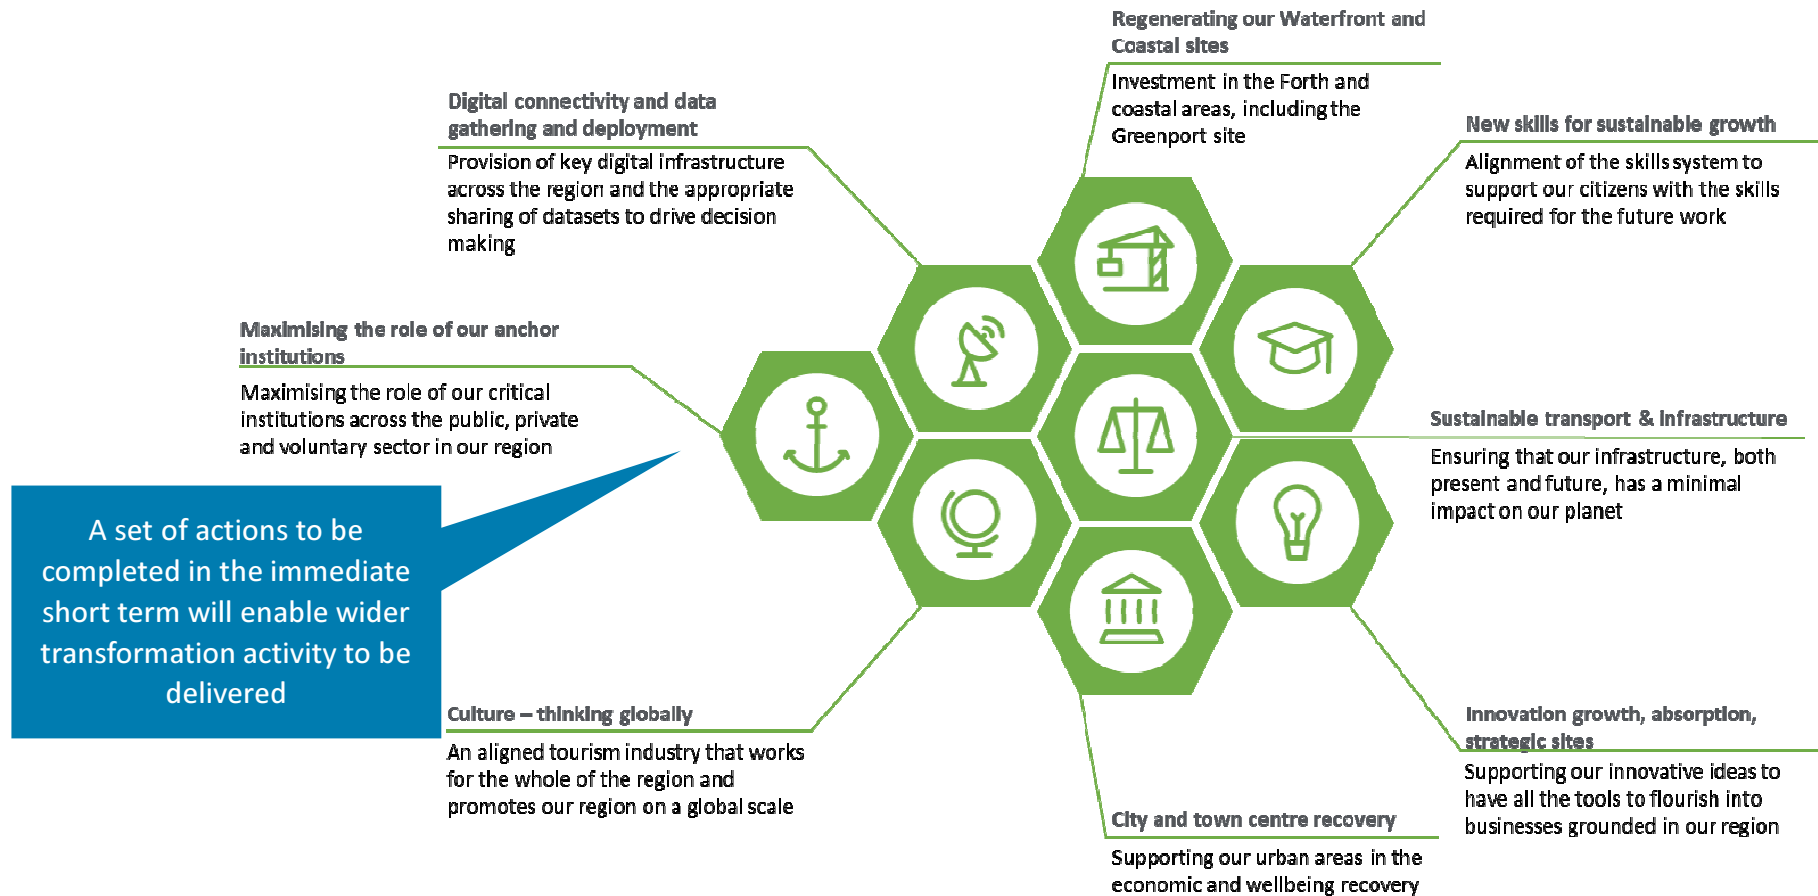 Regenerating our Waterfront and
Coastal sites
Investment in the Forth and
coastal areas, including the
Greenport site
Digital connectivity and data
gathering and deployment
Provision of key digital infrastructure
across the region and the appropriate
sharing of datasets to drive decision
making
New skills for sustainable growth
Alignment of the skills system to
support our citizens with the skills
required for the future work
Maximising the role of our anchor
institutions
Maximising the role of our critical
institutions across the public, private
and voluntary sector in our region
Sustainable transport & infrastructure
Ensuring that our infrastructure, both
present and future, has a minimal
impact on our planet
A set of actions to be
completed in the immediate
short term will enable wider
transformation activity to be
delivered
Culture – thinking globally
An aligned tourism industry that works
for the whole of the region and
promotes our region on a global scale
Innovation growth, absorption,
strategic sites
Supporting our innovative ideas to
have all the tools to flourish into
businesses grounded in our region
City and town centre recovery
Supporting our urban areas in the
economic and wellbeing recovery